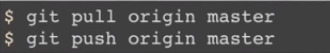 $ git pull origin master
$ git push origin master